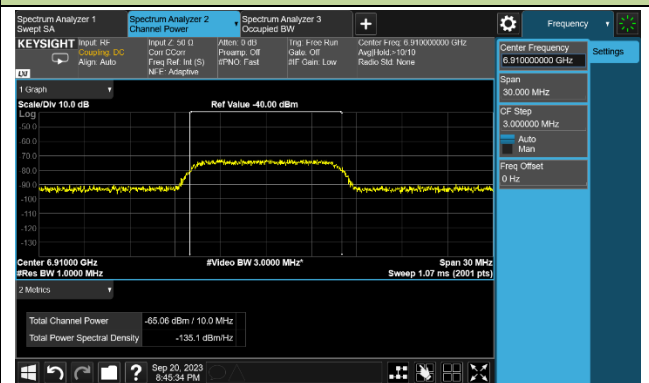 Spectrum Analyzer 1
Swept SA
Spectrum Analyzer 2
Channel Power
Spectrum Analyzer 3
Occupied BW
+
Frequency
KEYSIGHT
Input: RF
Coupling: DC
Align: Auto
Input Z: 50 Ω
Corr CCorr
Freq Ref: Int (S)
NFE: Adaptive
Atten: 0 dB
Preamp: Off
#PNO: Fast
Trig: Free Run
Gate: Off
#IF Gain: Low
Center Freq: 6.910000000 GHz
Avg|Hold:>10/10
Radio Std: None
LXI
Center Frequency
6.910000000 GHz
Settings
Span
30.000 MHz
CF Step
3.000000 MHz
Auto
Man
Freq Offset
0 Hz
1 Graph
Scale/Div 10.0 dB
Ref Value -40.00 dBm
Log
-50.0
-60.0
-70.0
-80.0
-90.0
-100
-110
-120
-130
Center 6.91000 GHz
#Video BW 3.0000 MHz*
Span 30 MHz
#Res BW 1.0000 MHz
Sweep 1.07 ms (2001 pts)
2 Metrics
Total Channel Power
-65.06 dBm / 10.0 MHz
Total Power Spectral Density
-135.1 dBm/Hz
?
Sep 20, 2023
8:45:34 PM